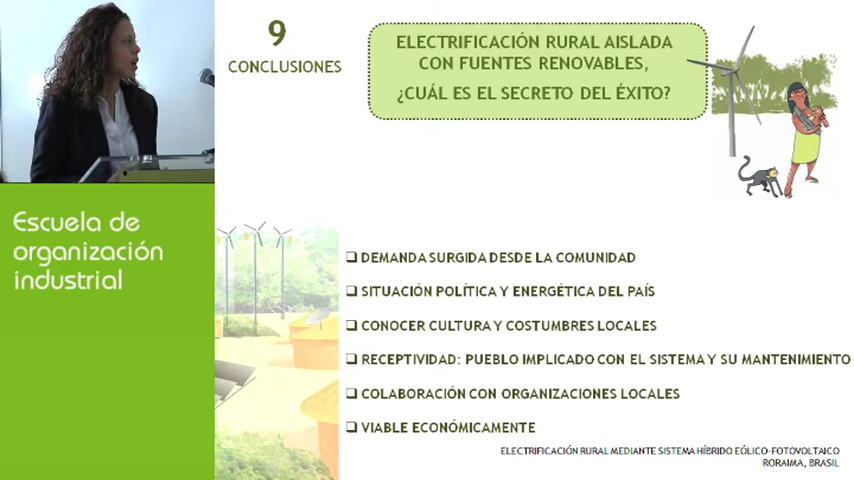 9
CONCLUSIONES
ELECTRIFICACIÓN RURAL AISLADA
CON FUENTES RENOVABLES,
¿CUÁL ES EL SECRETO DEL ÉXITO?
Escuela de
organización
industrial
DEMANDA SURGIDA DESDE LA COMUNIDAD
SITUACIÓN POLÍTICA Y ENERGÉTICA DEL PAÍS
CONOCER CULTURA Y COSTUMBRES LOCALES
RECEPTIVIDAD: PUEBLO IMPLICADO CON EL SISTEMA Y SU MANTENIMIENTO
COLABORACIÓN CON ORGANIZACIONES LOCALES
VIABLE ECONÓMICAMENTE
ELECTRIFICACIÓN RURAL MEDIANTE SISTEMA HÍBRIDO EÓLICO-FOTOVOLTAICO
RORAIMA, BRASIL